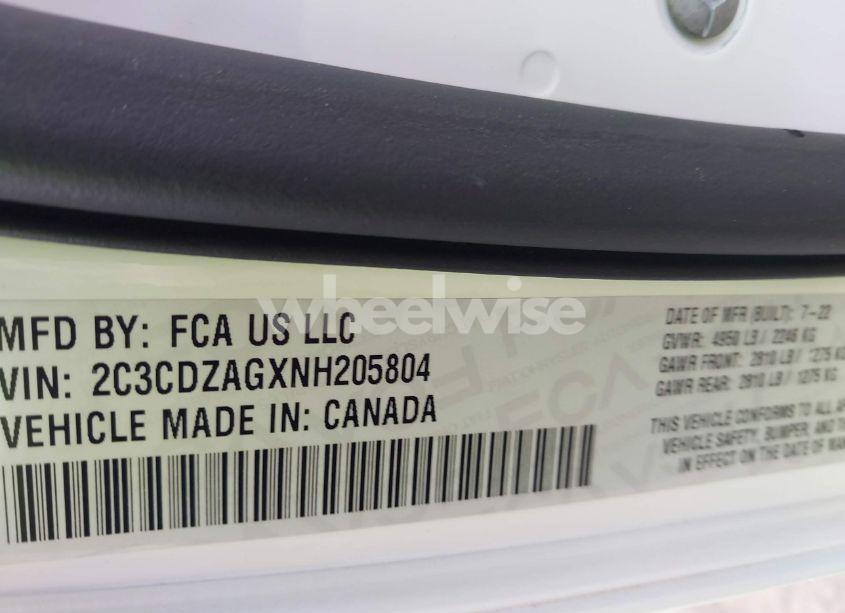 MFD BY: FCA US LLC
VIN: 2C3CDZAGXNH205804
VEHICLE MADE IN: CANADA
DATE OF MFR (BUILT): 7-22
GVWR: 4950 LB / 2246 KG
GAWR FRONT: 2810 LB / 1275 KG
GAWR REAR: 2810 LB / 1275 KG
THIS VEHICLE CONFORMS TO ALL
VEHICLE SAFETY, BUMPER, AND
IN EFFECT ON THE DATE OF
wheelwise
FCA